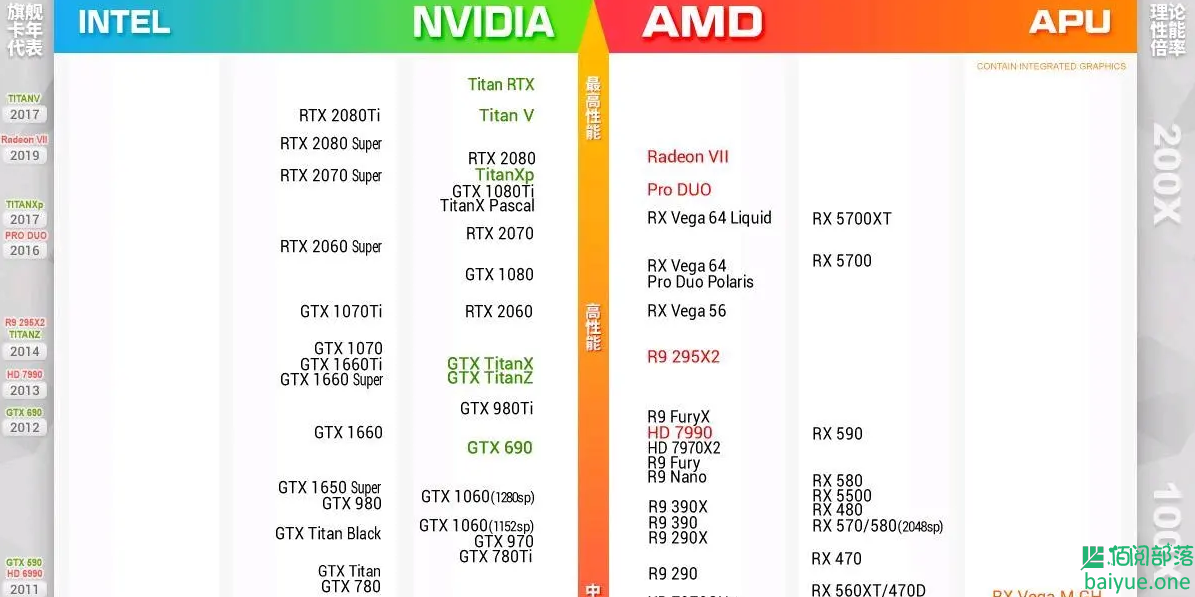 旗舰
卡年
代表
INTEL
NVIDIA
AMD
APU
理论
性能
倍率
CONTAIN INTEGRATED GRAPHICS
最高性能
高性能
中
200X
TITANV
2017
Radeon VII
2019
TITANXp
2017
PRO DUO
2016
R9 295X2
TITANZ
2014
HD 7990
2013
GTX 690
2012
GTX 590
HD 6990
2011
RTX 2080Ti
RTX 2080 Super
RTX 2070 Super
RTX 2060 Super
GTX 1070Ti
GTX 1070
GTX 1660Ti
GTX 1660 Super
GTX 1660
GTX 1650 Super
GTX 980
GTX Titan Black
GTX Titan
GTX 780
Titan RTX
Titan V
RTX 2080
TitanXp
GTX 1080Ti
TitanX Pascal
RTX 2070
GTX 1080
RTX 2060
GTX TitanX
GTX TitanZ
GTX 980Ti
GTX 690
GTX 1060(1280sp)
GTX 1060(1152sp)
GTX 970
GTX 780Ti
Radeon VII
Pro DUO
RX Vega 64 Liquid
RX Vega 64
Pro Duo Polaris
RX Vega 56
R9 295X2
R9 FuryX
HD 7990
HD 7970X2
R9 Fury
R9 Nano
R9 390X
R9 390
R9 290X
R9 290
RX 5700XT
RX 5700
RX 590
RX 580
RX 5500
RX 480
RX 570/580(2048sp)
RX 470
RX 560XT/470D
RX Vega M GH
100X
佰阅部落
baiyue.one